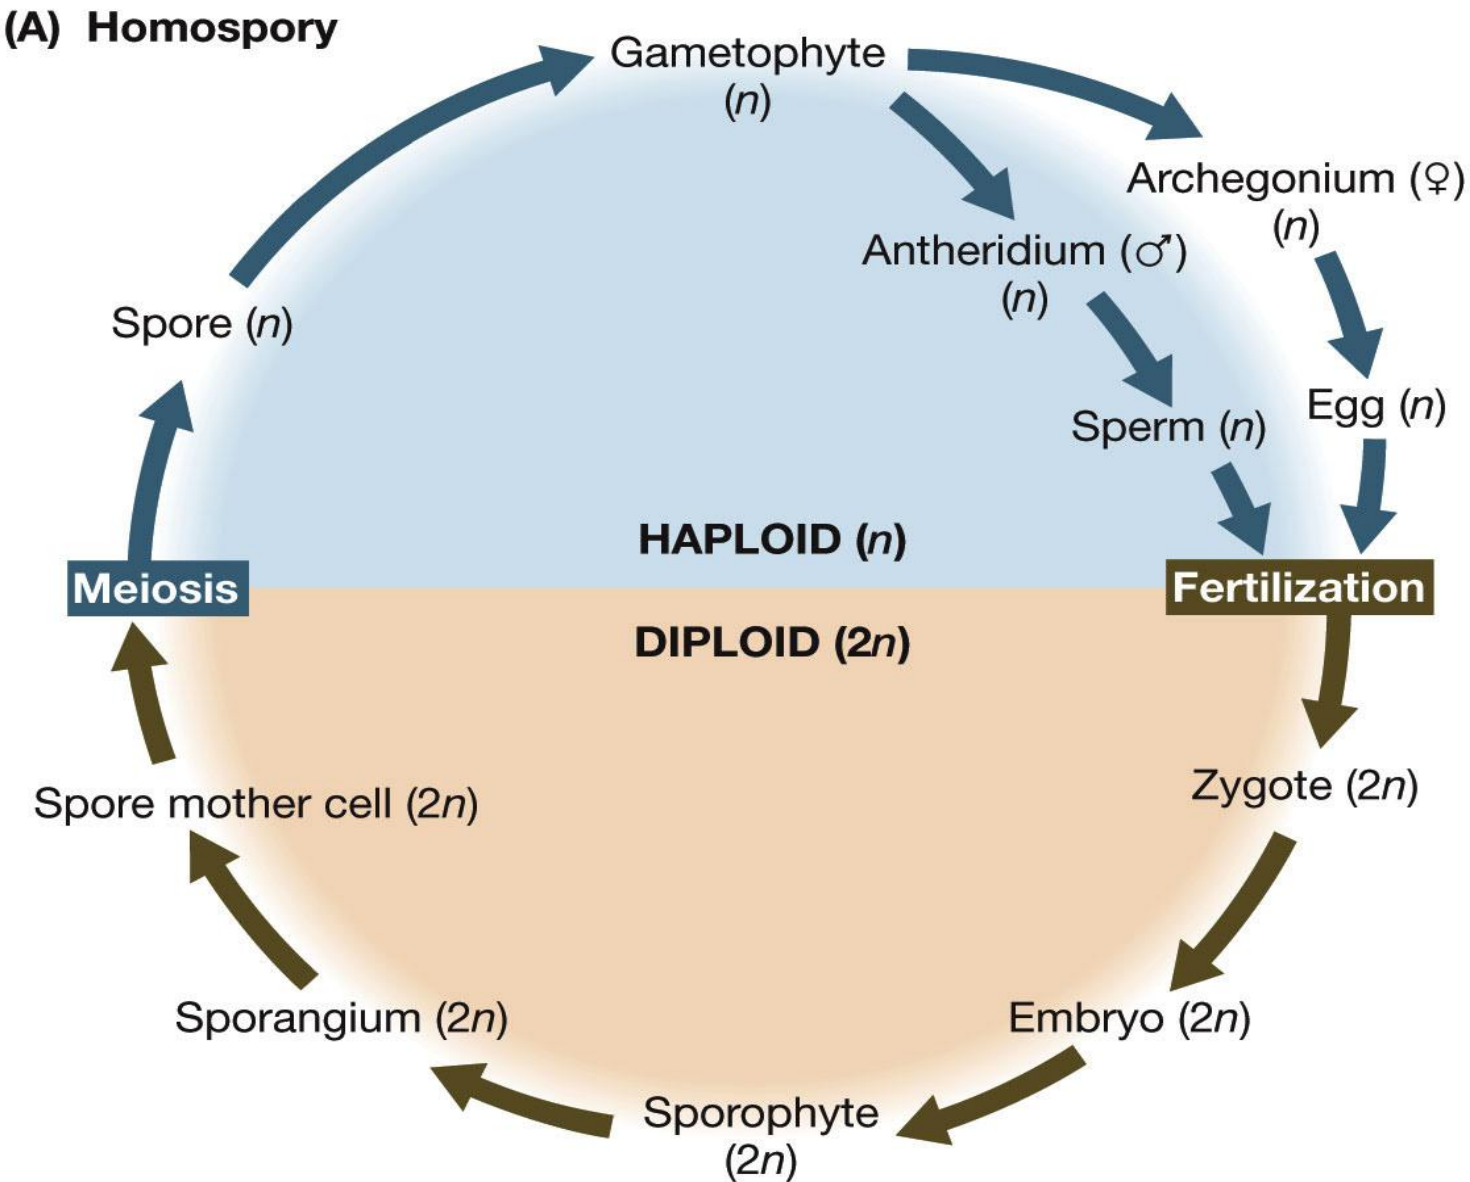 (A) Homospory
Gametophyte
(n)
Archegonium (♀)
(n)
Antheridium (♂)
(n)
Spore (n)
Egg (n)
Sperm (n)
HAPLOID (n)
Meiosis
Fertilization
DIPLOID (2n)
Zygote (2n)
Spore mother cell (2n)
Sporangium (2n)
Embryo (2n)
Sporophyte
(2n)